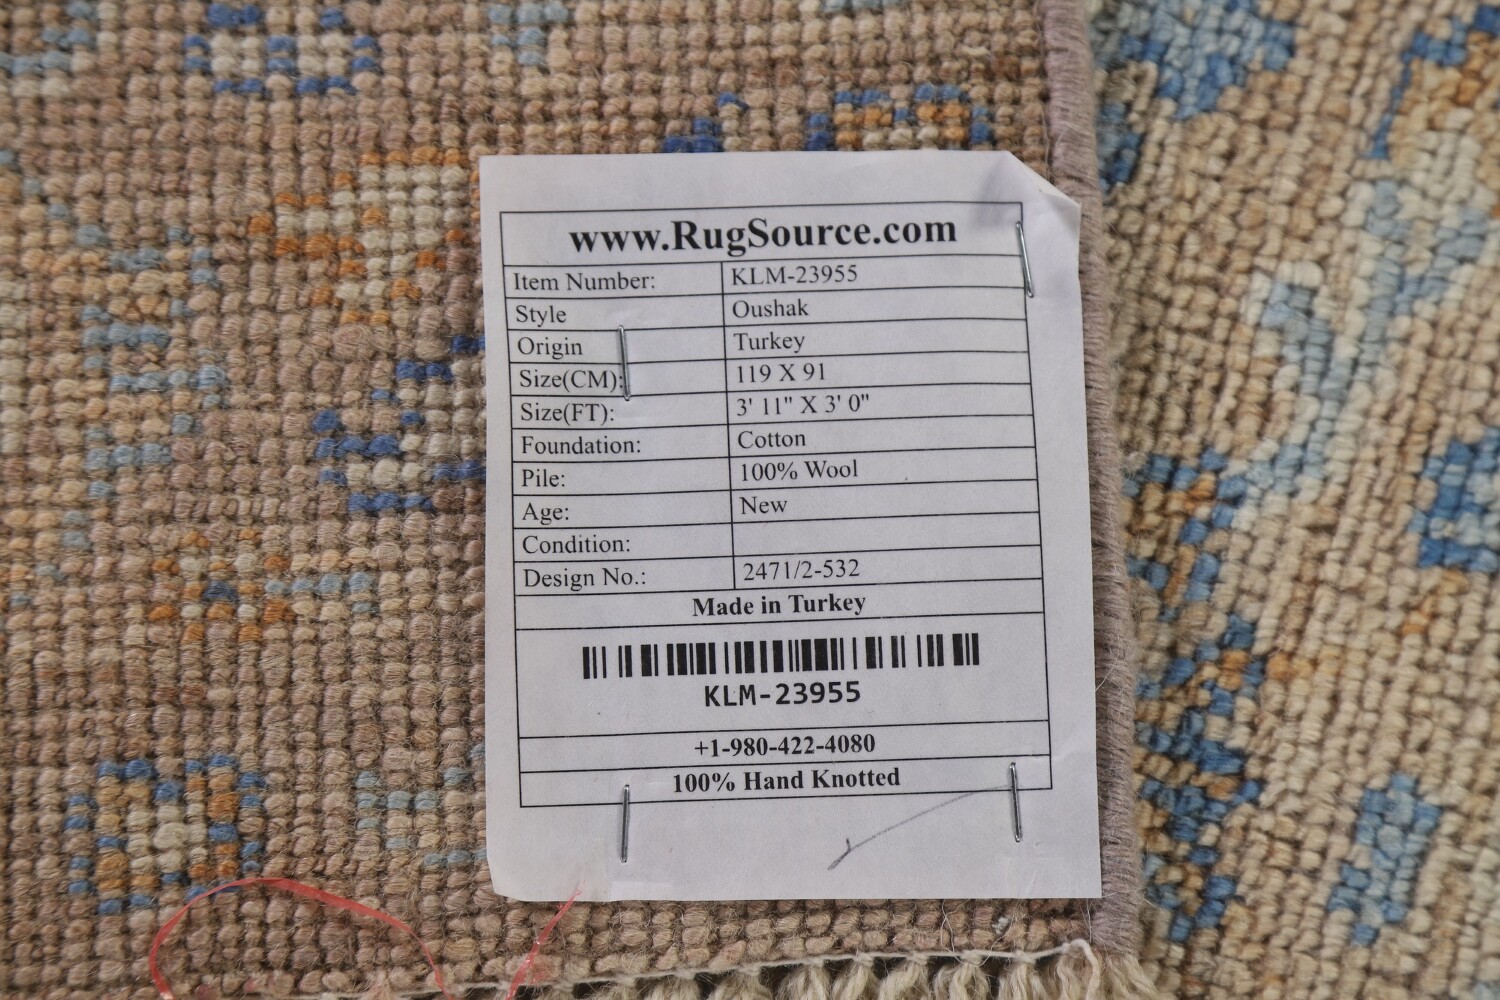 www.RugSource.com
Item Number: KLM-23955
Style Oushak
Origin Turkey
Size(CM): 119 X 91
Size(FT): 3' 11" X 3' 0"
Foundation: Cotton
Pile: 100% Wool
Age: New
Condition:
Design No.: 2471/2-532
Made in Turkey
KLM-23955
+1-980-422-4080
100% Hand Knotted